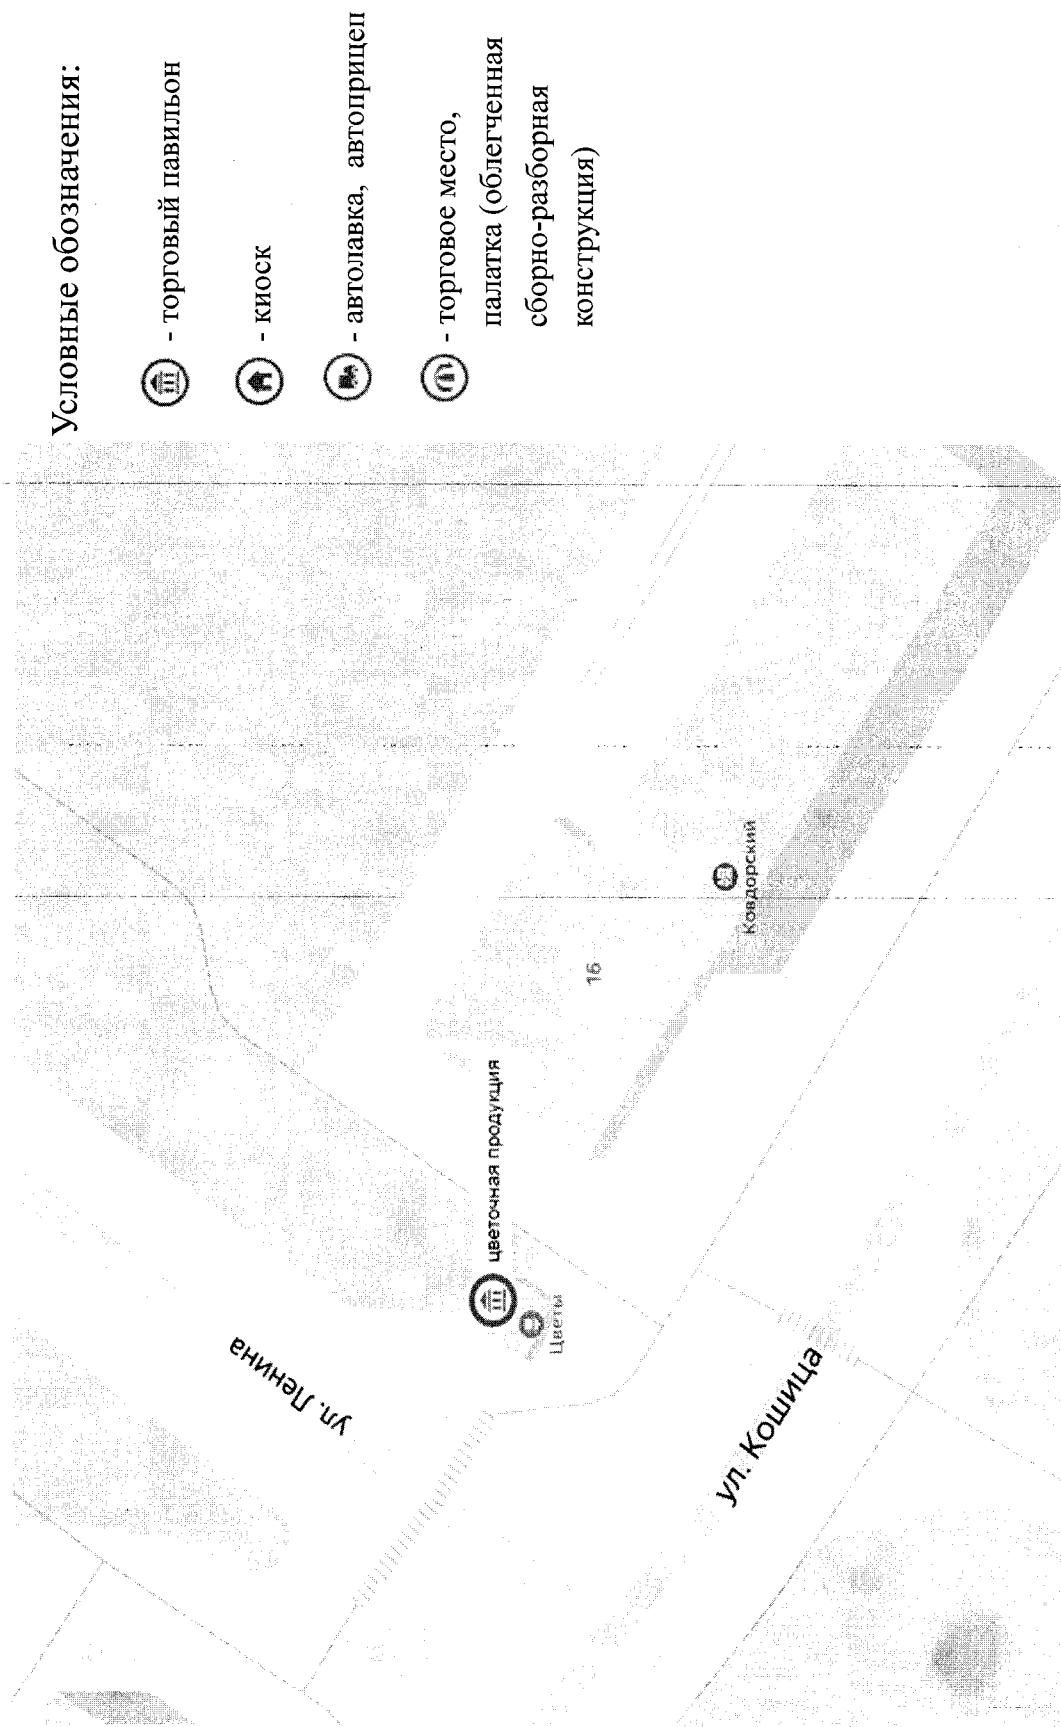 Условные обозначения:
- торговый павильон
- киоск
- автолавка, автоприцеп
- торговое место,
палатка (облегченная
сборно-разборная
конструкция)
ул. Ленина
цветочная продукция
Цветы
16
Ковдорский
ул. Кошица